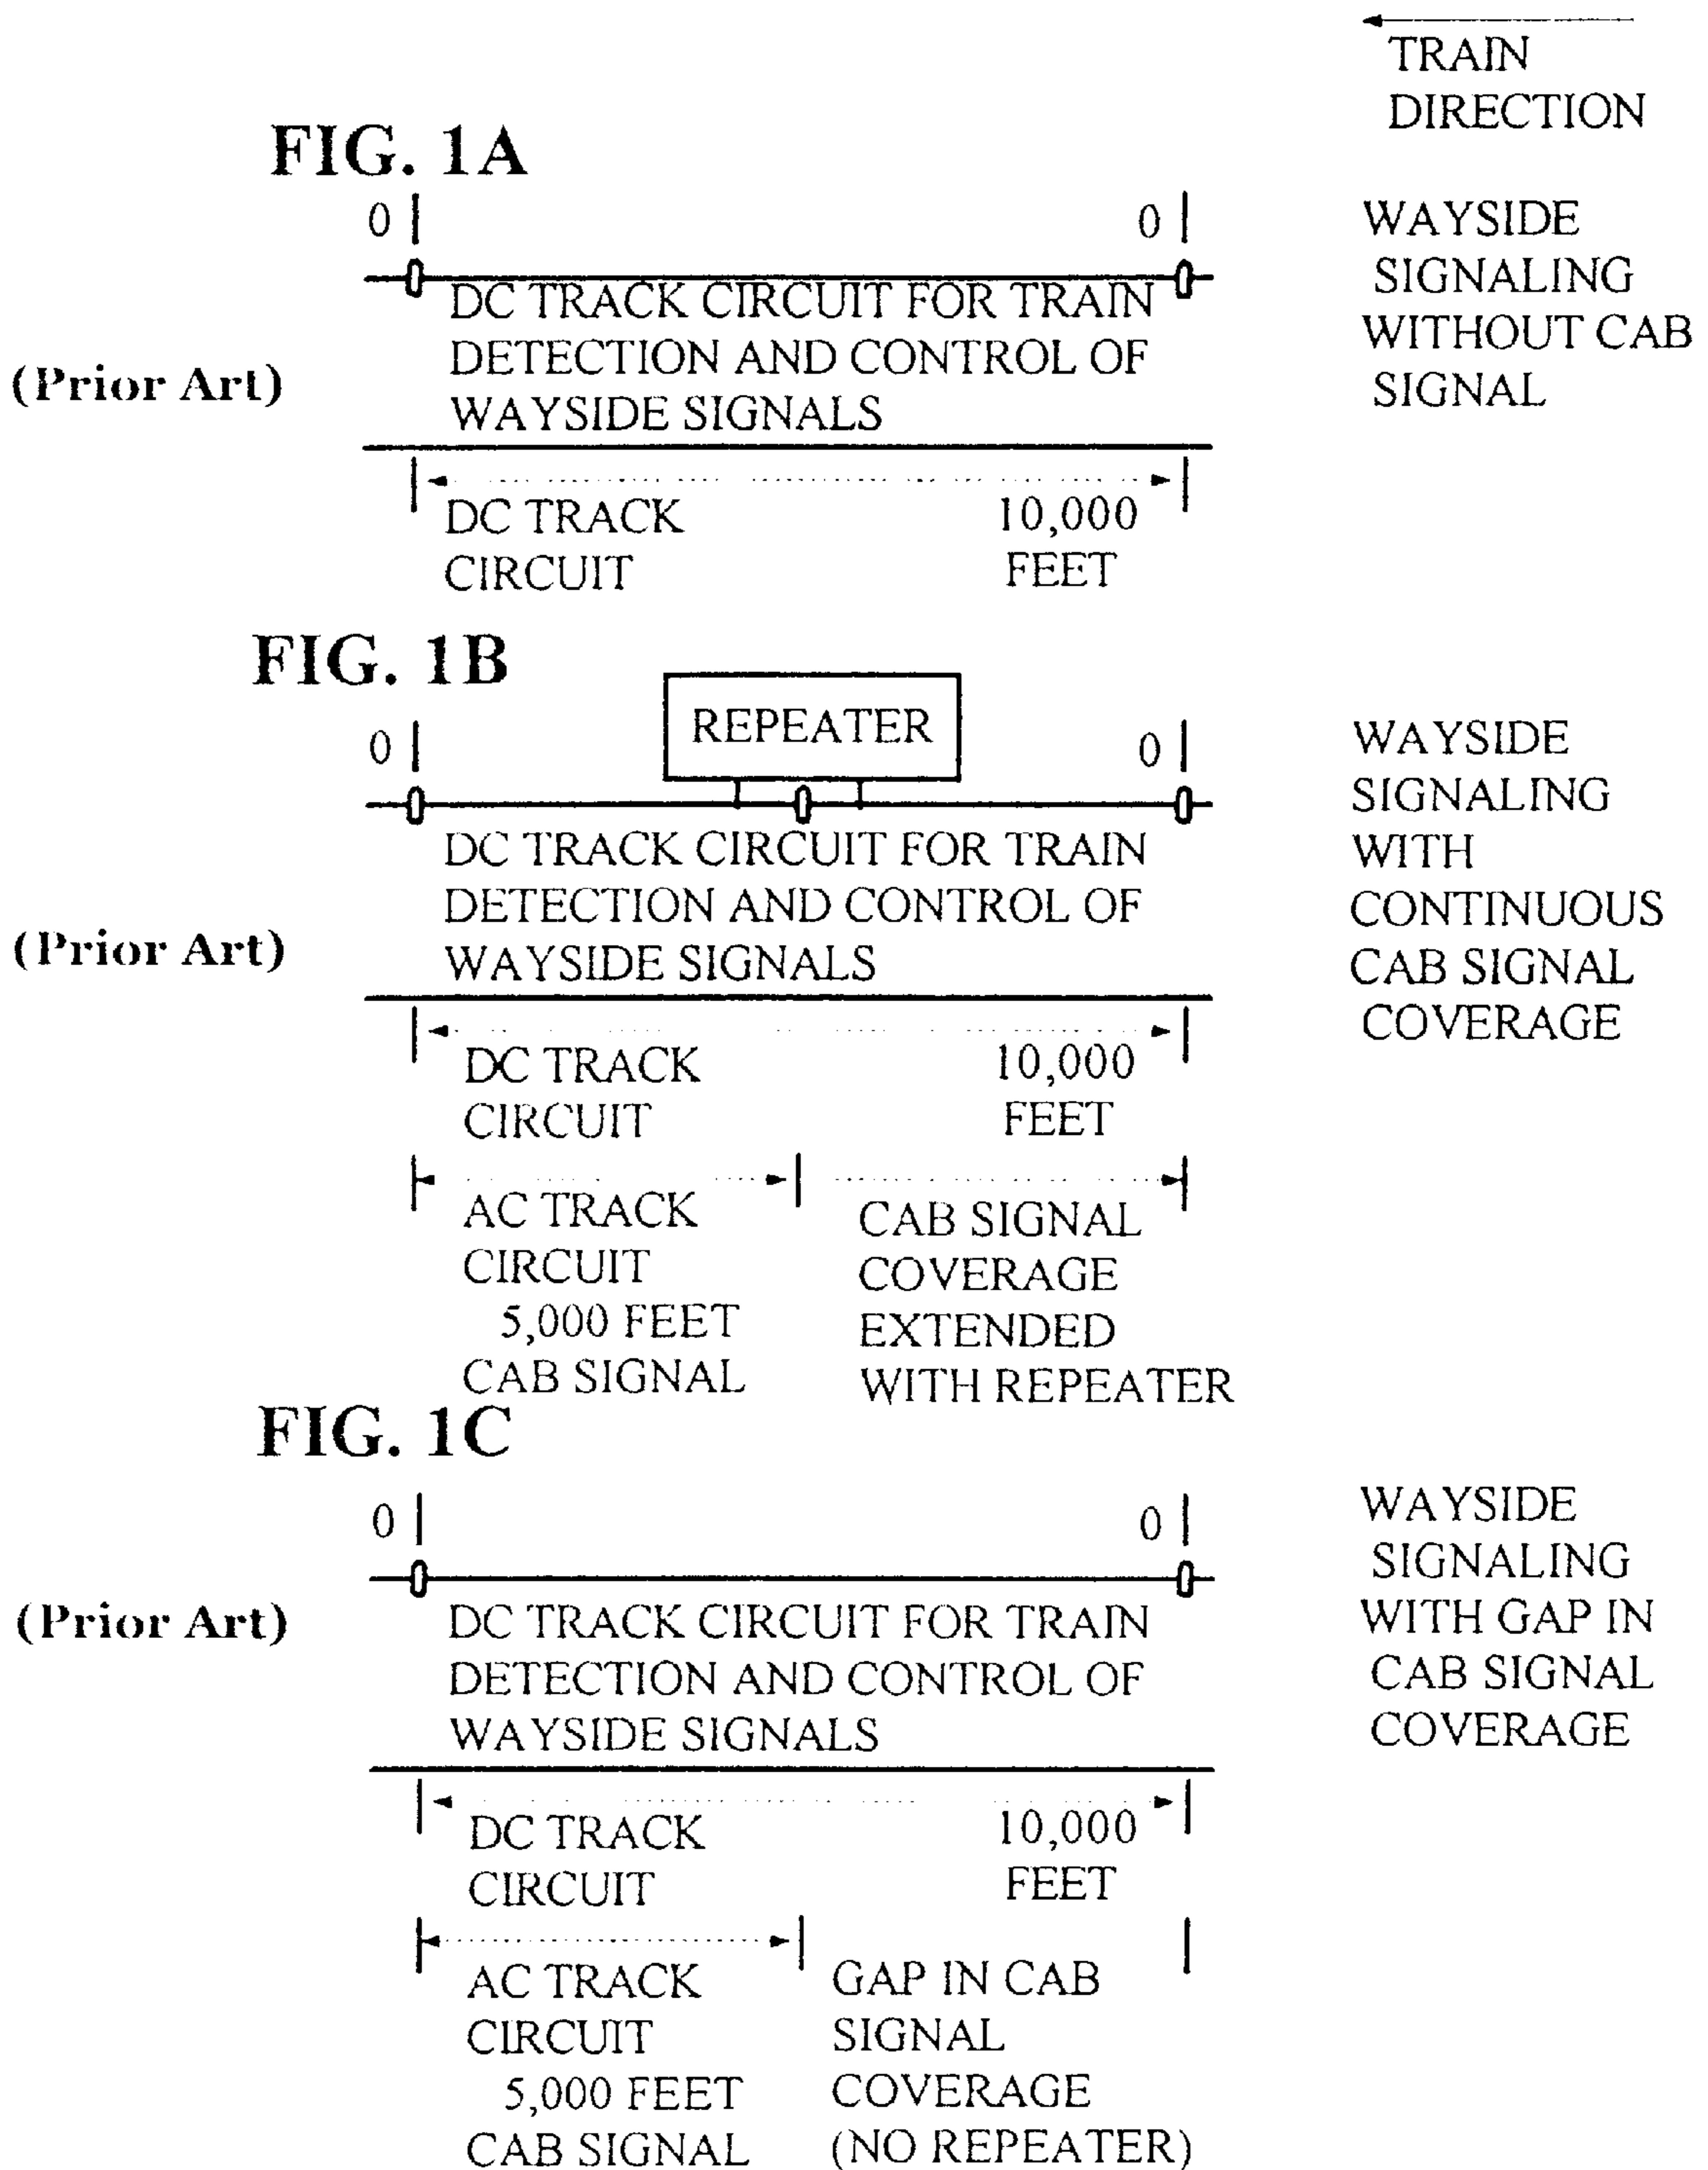 TRAIN
DIRECTION
FIG. 1A
0
0
DC TRACK CIRCUIT FOR TRAIN
DETECTION AND CONTROL OF
WAYSIDE SIGNALS
(Prior Art)
DC TRACK
CIRCUIT
10,000
FEET
WAYSIDE
SIGNALING
WITHOUT CAB
SIGNAL
FIG. 1B
REPEATER
0
0
DC TRACK CIRCUIT FOR TRAIN
DETECTION AND CONTROL OF
WAYSIDE SIGNALS
(Prior Art)
DC TRACK
CIRCUIT
10,000
FEET
AC TRACK
CIRCUIT
5,000 FEET
CAB SIGNAL
CAB SIGNAL
COVERAGE
EXTENDED
WITH REPEATER
WAYSIDE
SIGNALING
WITH
CONTINUOUS
CAB SIGNAL
COVERAGE
FIG. 1C
0
0
DC TRACK CIRCUIT FOR TRAIN
DETECTION AND CONTROL OF
WAYSIDE SIGNALS
(Prior Art)
DC TRACK
CIRCUIT
10,000
FEET
AC TRACK
CIRCUIT
5,000 FEET
CAB SIGNAL
GAP IN CAB
SIGNAL
COVERAGE
(NO REPEATER)
WAYSIDE
SIGNALING
WITH GAP IN
CAB SIGNAL
COVERAGE